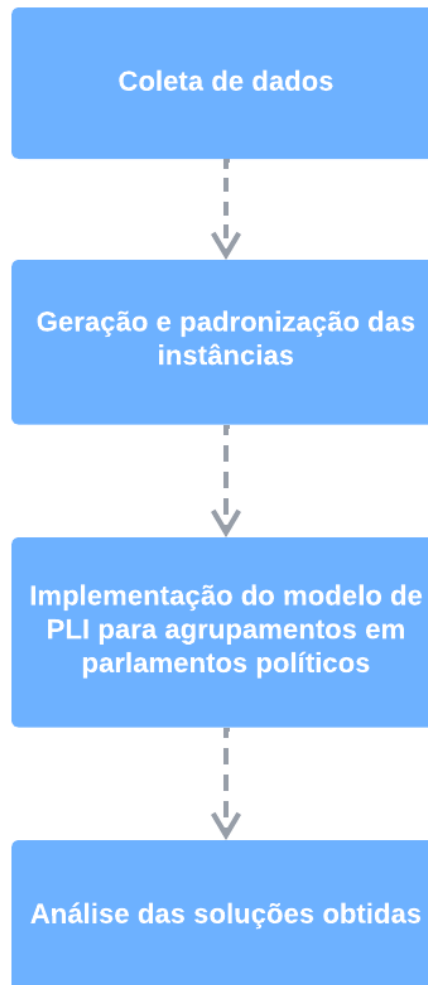 Coleta de dados
Geração e padronização das
instâncias
Implementação do modelo de
PLI para agrupamentos em
parlamentos políticos
Análise das soluções obtidas